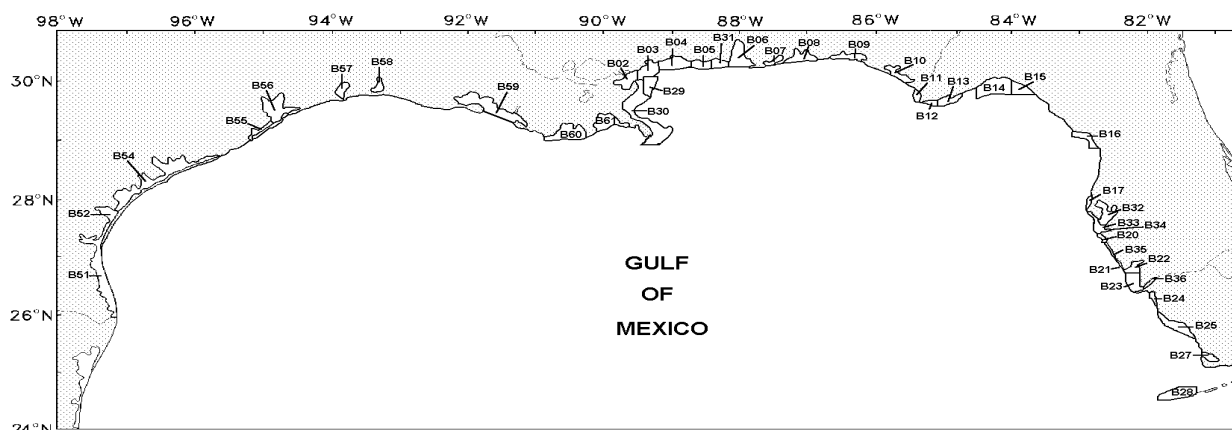 98°W 96°W 94°W 92°W 90°W 88°W 86°W 84°W 82°W
B31
B03 B04 B05 B06 B07 B08 B09
B02
B10
B11 B13 B14 B15
B12
B29
B30
30°N
B58
B57
B56
B59
B55
B60 B61
B16
B54
28°N
B17
B52
B32
B33 B34
B20
B35
GULF
B22
B51
B21
B36
B23
OF
B24
26°N
MEXICO
B25
B27
B28
24°N